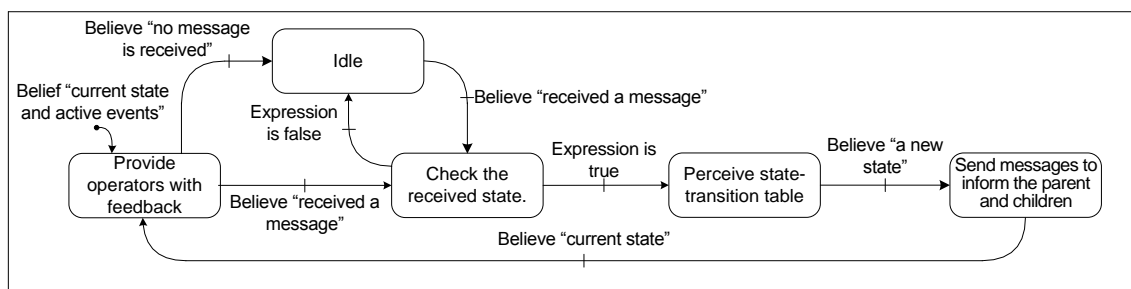 Believe “no message
is received”
Idle
Belief “current state
and active events”
Expression
is false
Believe “received a message”
Provide
operators with
feedback
Believe “received a
message”
Check the
received state.
Expression is
true
Perceive state-
transition table
Believe “a new
state”
Send messages to
inform the parent
and children
Believe “current state”